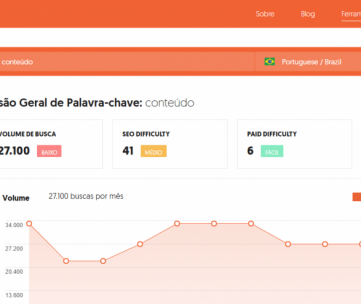 Sobre Blog Ferram
conteúdo Portuguese / Brazil
são Geral de Palavra-chave: conteúdo
VOLUME DE BUSCA SEO DIFFICULTY PAID DIFFICULTY
27.100 BAIXO 41 MÉDIO 6 FÁCIL
Volume 27.100 buscas por mês
34 000
27 200
20 400
13 600